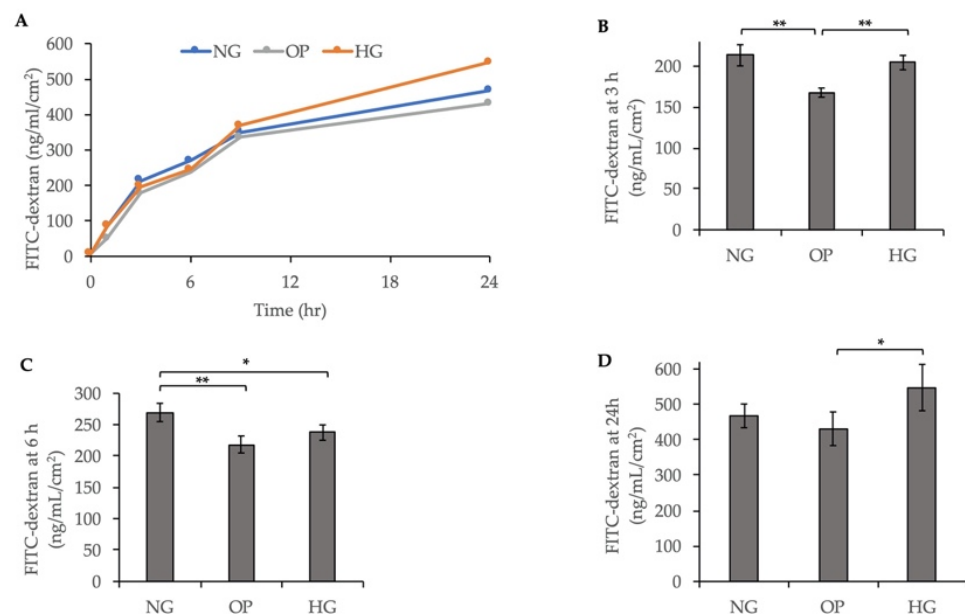 A
NG OP HG
FITC-dextran (ng/ml/cm²)
600
500
400
300
200
100
0
0 6 12 18 24
Time (hr)
B
** **
FITC-dextran at 3 h
(ng/mL/cm²)
200
150
100
50
0
NG OP HG
C
*
**
FITC-dextran at 6 h
(ng/mL/cm²)
300
250
200
150
100
50
0
NG OP HG
D
*
FITC-dextran at 24h
(ng/mL/cm²)
600
500
400
300
200
100
0
NG OP HG